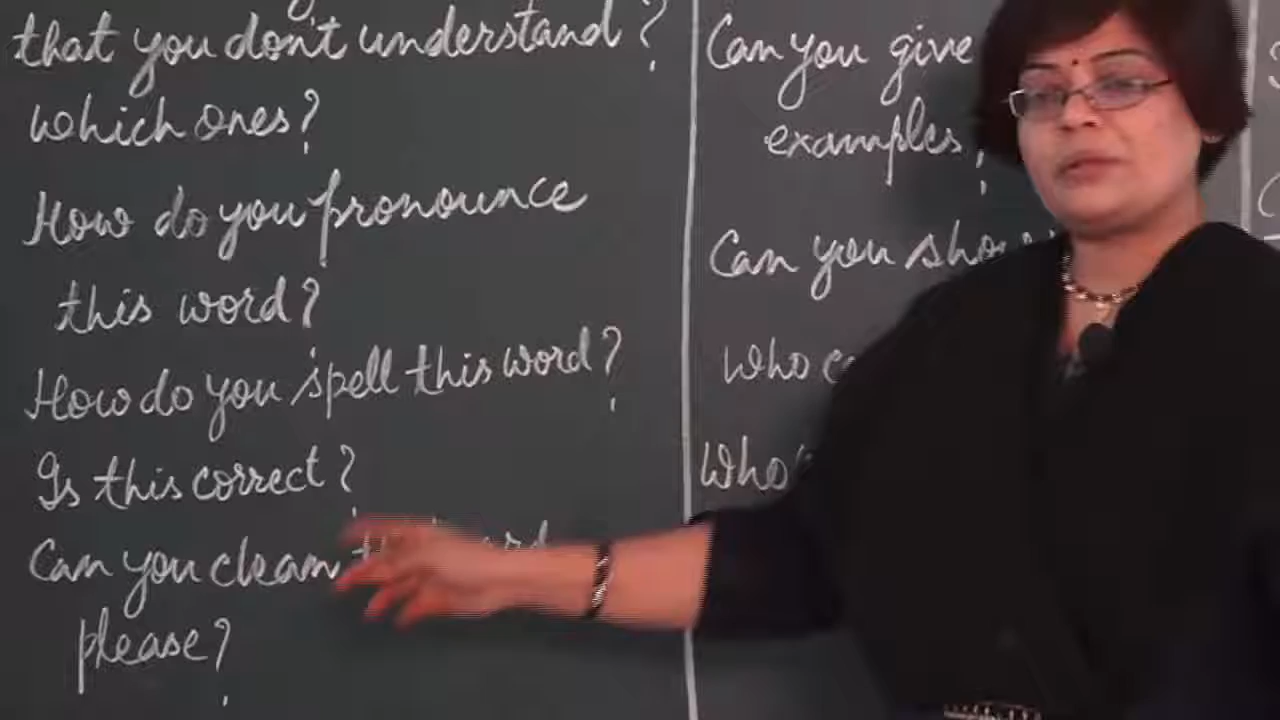 that you don't understand?
which ones?
How do you pronounce
this word?
How do you spell this word?
Is this correct?
Can you clean
please?
Can you give
examples?
Can you
Who